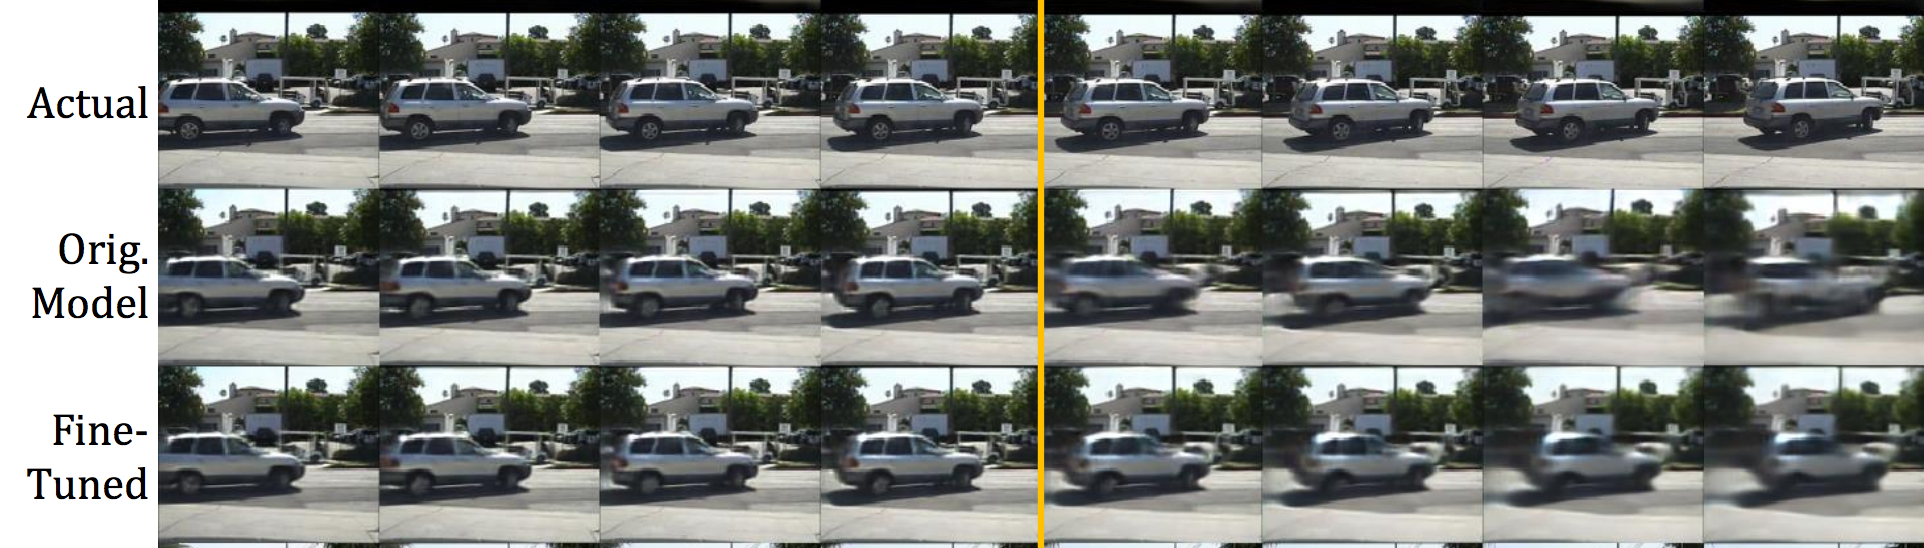 Actual
Orig.
Model
Fine-
Tuned